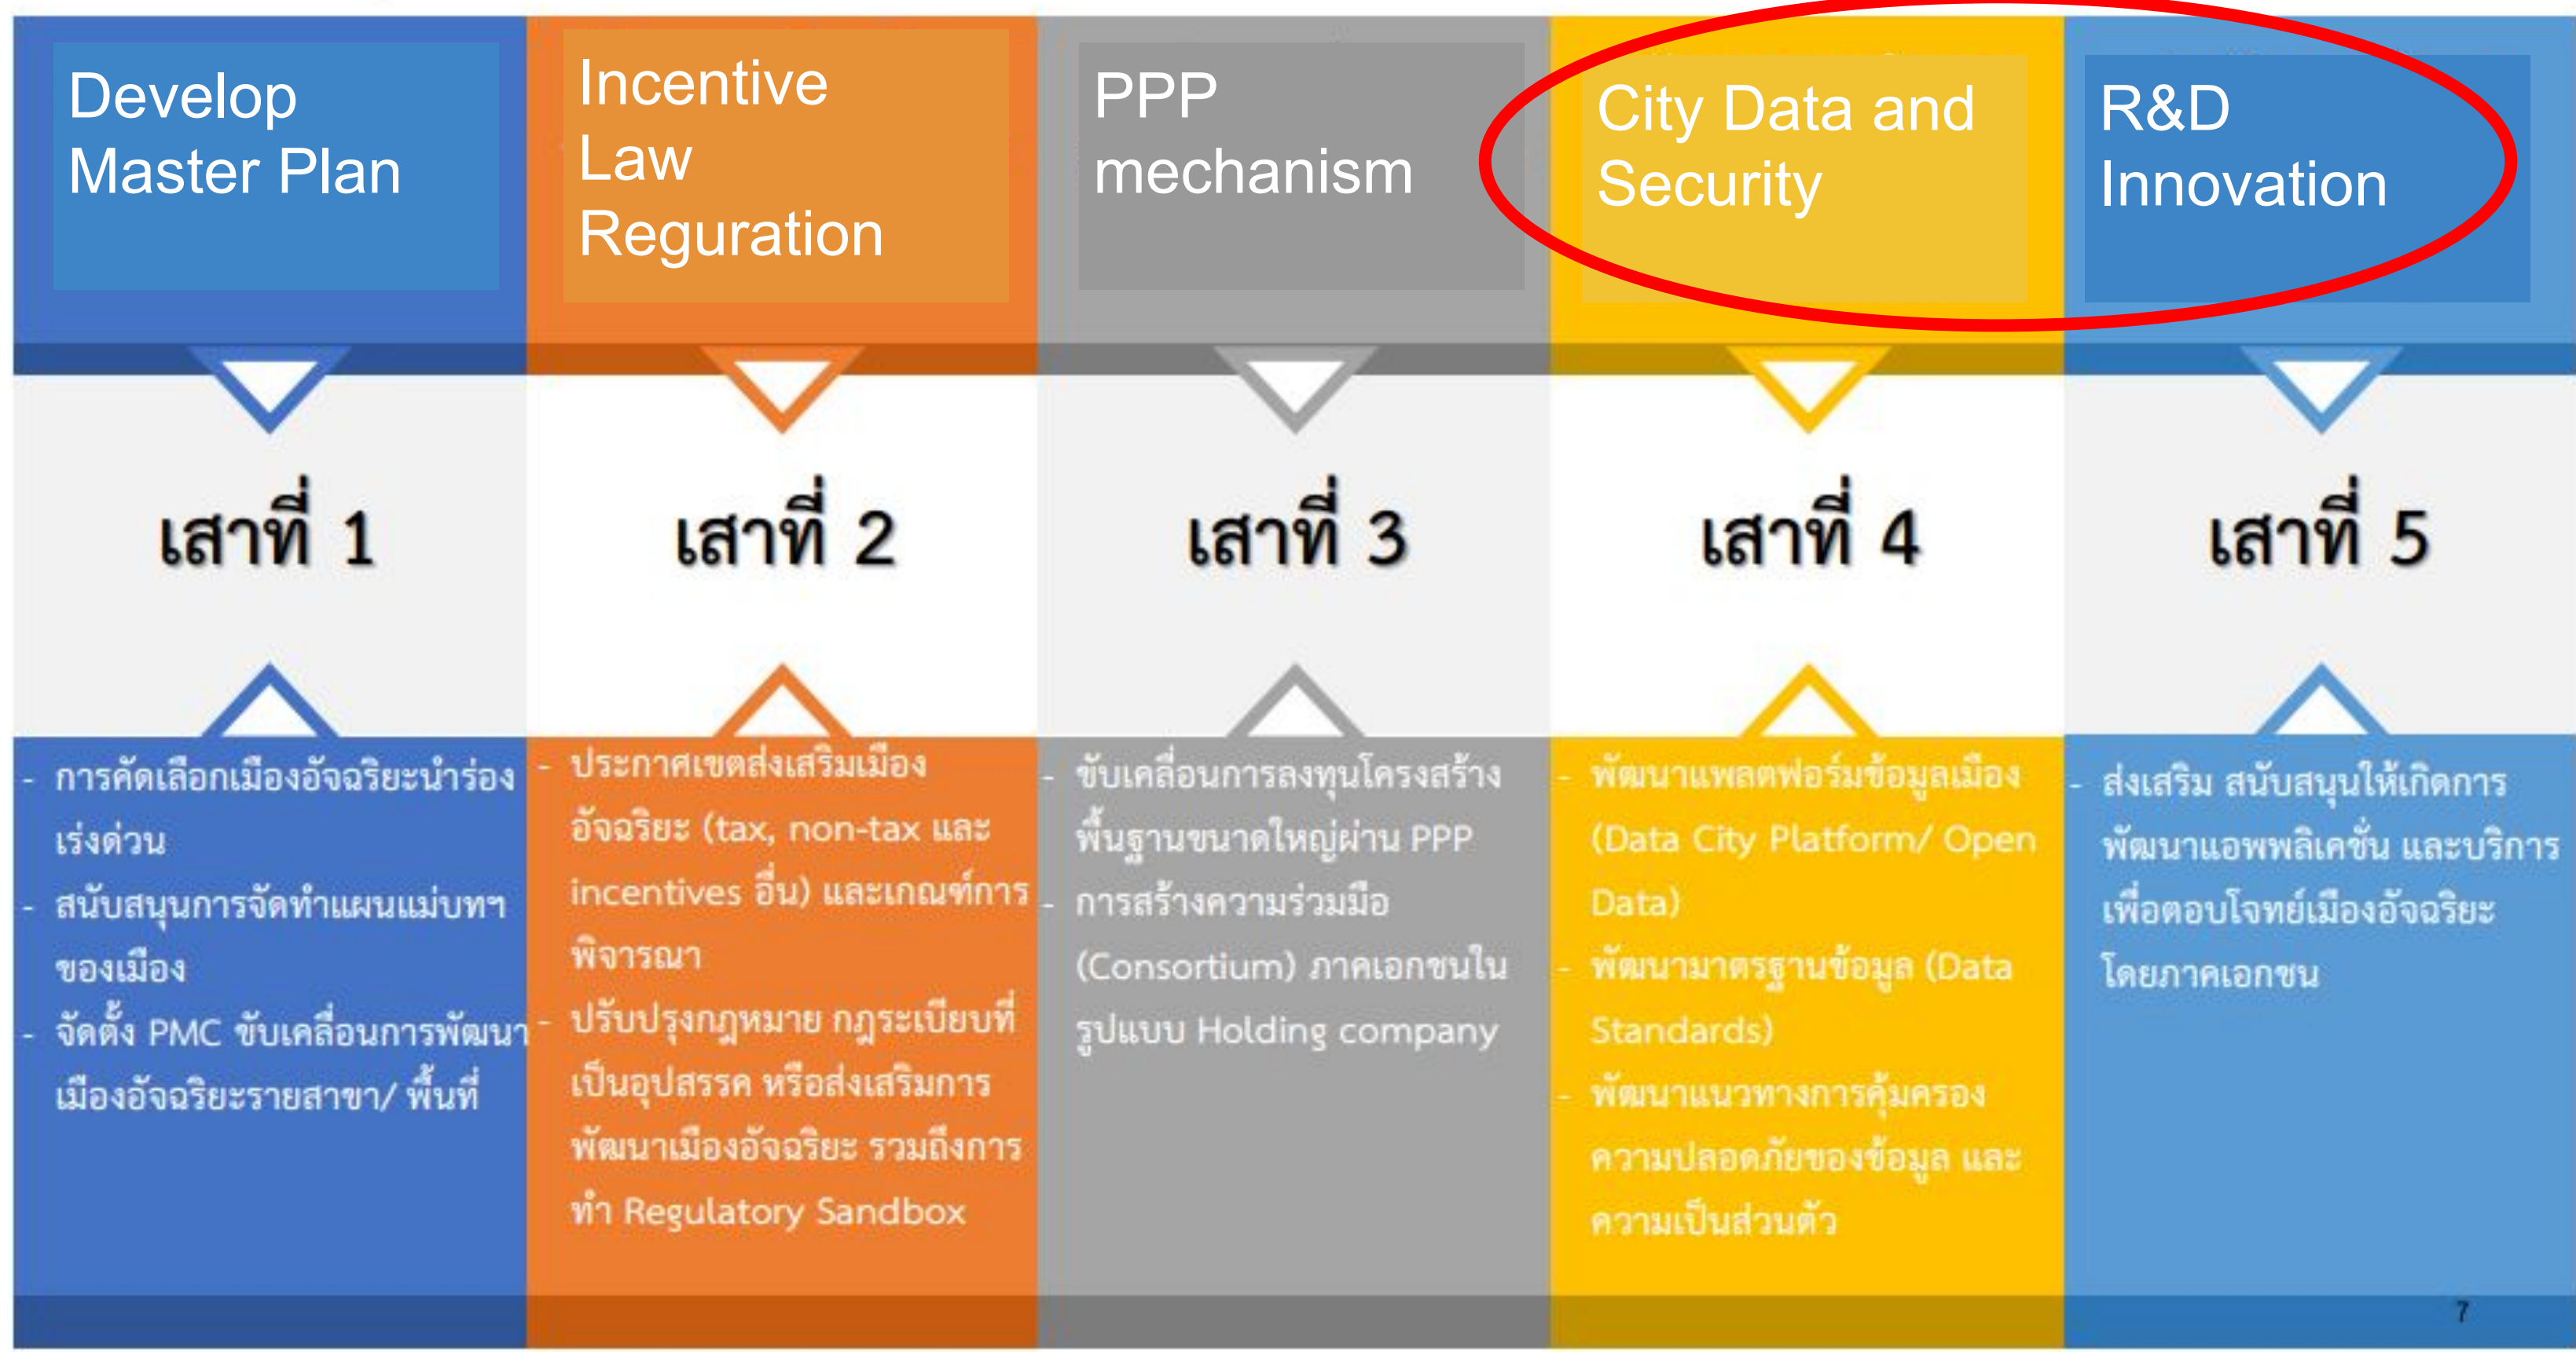 Develop
Master Plan
Incentive
Law
Reguration
PPP
mechanism
City Data and
Security
R&D
Innovation
เสาที่ 1
เสาที่ 2
เสาที่ 3
เสาที่ 4
เสาที่ 5
- การคัดเลือกเมืองอัจฉริยะนำร่อง
เร่งด่วน
- สนับสนุนการจัดทำแผนแม่บทฯ
ของเมือง
- จัดตั้ง PMC ขับเคลื่อนการพัฒนา
เมืองอัจฉริยะรายสาขา/ พื้นที่
- ประกาศเขตส่งเสริมเมือง
อัจฉริยะ (tax, non-tax และ
incentives อื่น) และเกณฑ์การ
พิจารณา
- ปรับปรุงกฎหมาย กฎระเบียบที่
เป็นอุปสรรค หรือส่งเสริมการ
พัฒนาเมืองอัจฉริยะ รวมถึงการ
ทำ Regulatory Sandbox
- ขับเคลื่อนการลงทุนโครงสร้าง
พื้นฐานขนาดใหญ่ผ่าน PPP
- การสร้างความร่วมมือ
(Consortium) ภาคเอกชนใน
รูปแบบ Holding company
- พัฒนาแพลตฟอร์มข้อมูลเมือง
(Data City Platform/ Open
Data)
- พัฒนามาตรฐานข้อมูล (Data
Standards)
- พัฒนาแนวทางการคุ้มครอง
ความปลอดภัยของข้อมูล และ
ความเป็นส่วนตัว
- ส่งเสริม สนับสนุนให้เกิดการ
พัฒนาแอพพลิเคชั่น และบริการ
เพื่อตอบโจทย์เมืองอัจฉริยะ
โดยภาคเอกชน
7